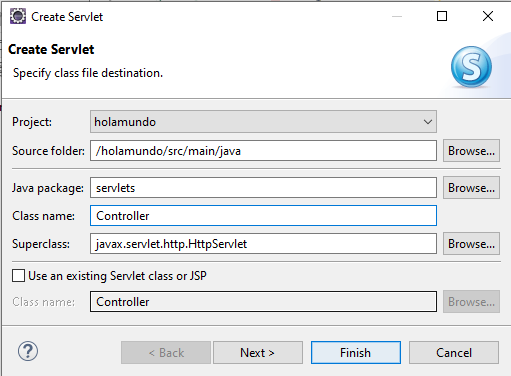 Create Servlet
Create Servlet
Specify class file destination.
S
Project: holamundo
Source folder: /holamundo/src/main/java Browse...
Java package: servlets Browse...
Class name: Controller
Superclass: javax.servlet.http.HttpServlet Browse...
Use an existing Servlet class or JSP
Class name: Controller Browse...
? < Back Next > Finish Cancel